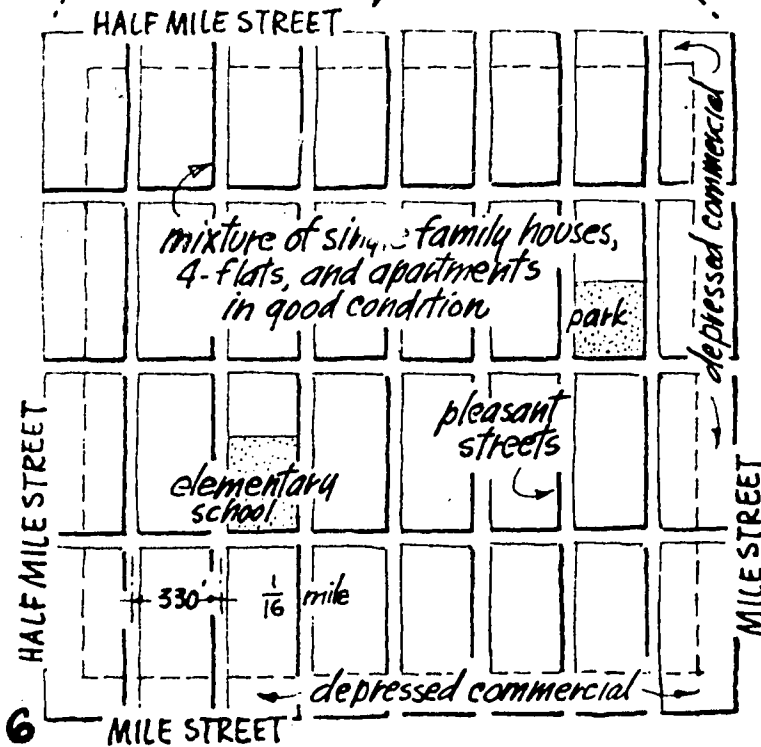 HALF MILE STREET
depressed commercial
mixture of single family houses,
4-flats, and apartments
in good condition
park
pleasant
streets
elementary
school
HALF MILE STREET
MILE STREET
330'
1/16 mile
depressed commercial
6
MILE STREET